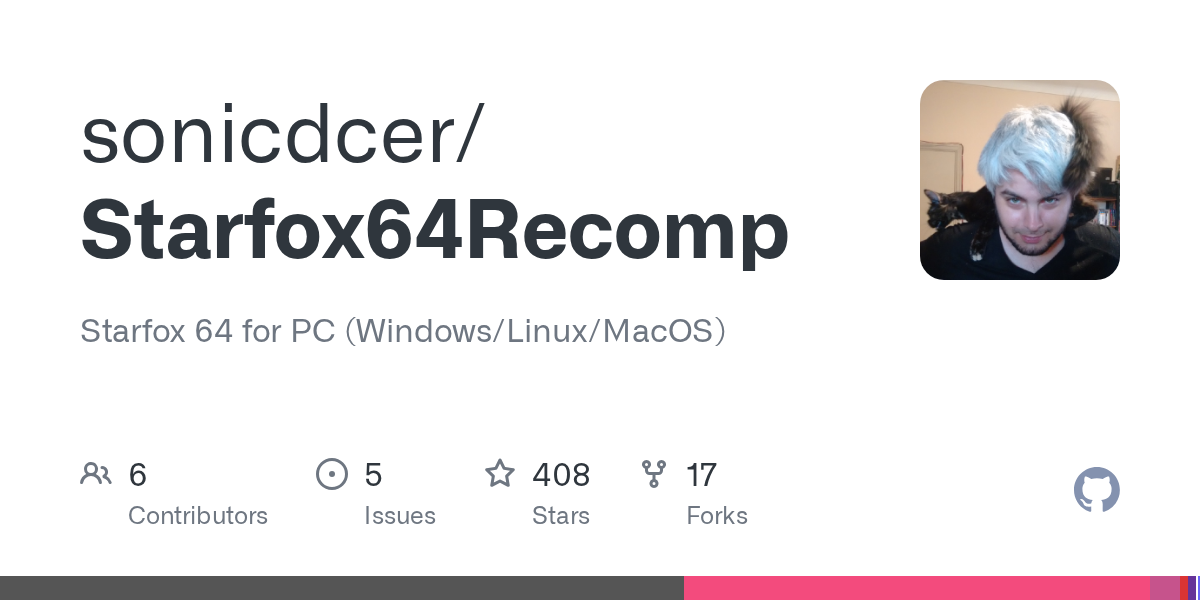 sonicdcer/
Starfox64Recomp
Starfox 64 for PC (Windows/Linux/MacOS)
6
Contributors
5
Issues
408
Stars
17
Forks